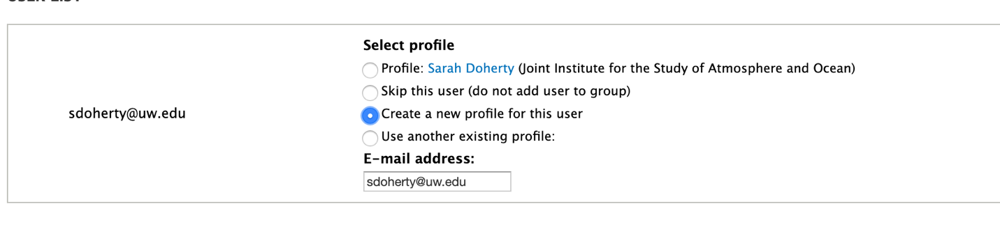 USER LIST
Select profile
Profile: Sarah Doherty (Joint Institute for the Study of Atmosphere and Ocean)
Skip this user (do not add user to group)
sdoherty@uw.edu
Create a new profile for this user
Use another existing profile:
E-mail address:
sdoherty@uw.edu